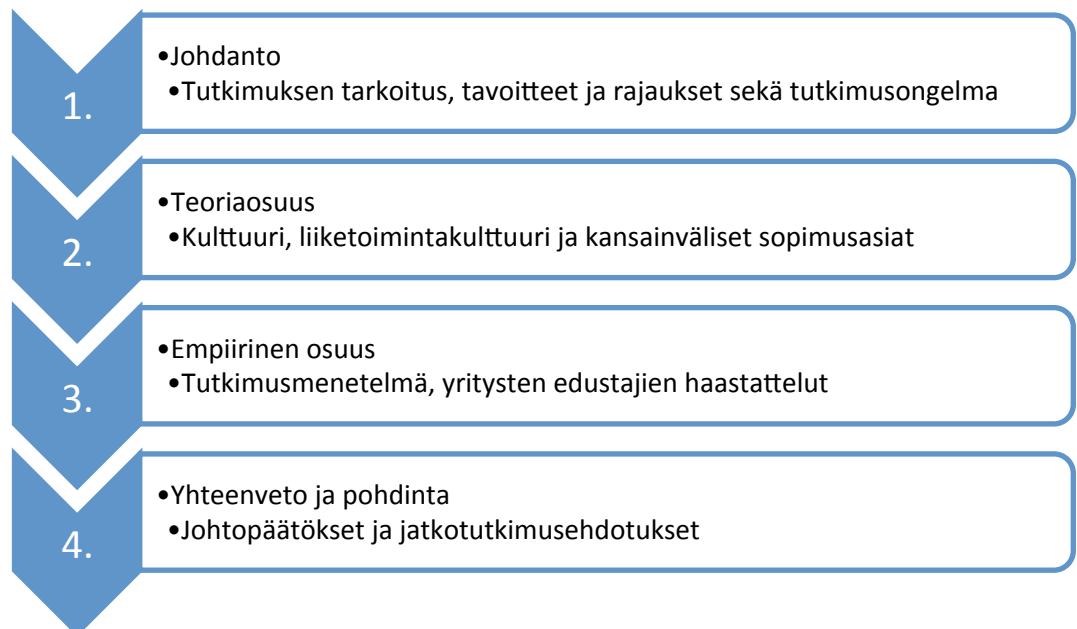 1.
•Johdanto
•Tutkimuksen tarkoitus, tavoitteet ja rajaukset sekä tutkimusongelma
2.
•Teoriaosuus
•Kulttuuri, liiketoimintakulttuuri ja kansainväliset sopimusasiat
3.
•Empiirinen osuus
•Tutkimusmenetelmä, yritysten edustajien haastattelut
4.
•Yhteenveto ja pohdinta
•Johtopäätökset ja jatkotutkimusehdotukset